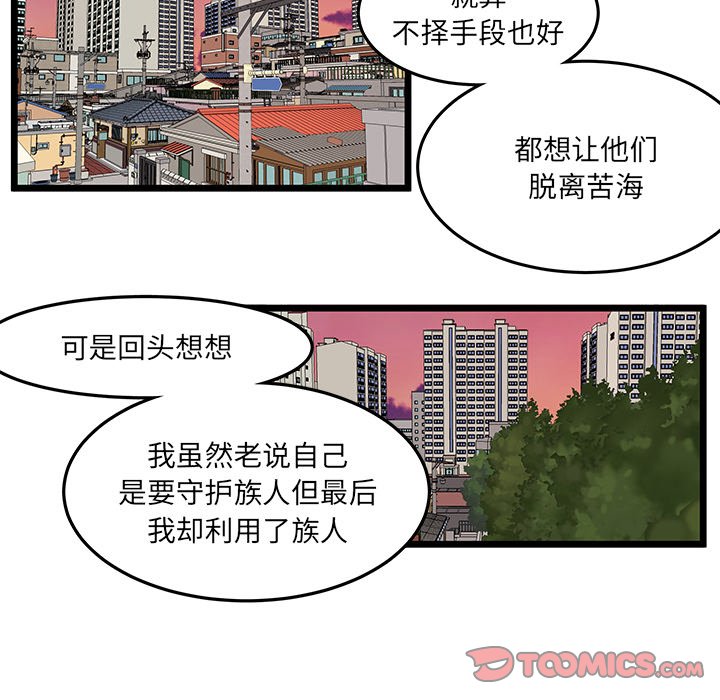 就算
不择手段也好
都想让他们
脱离苦海
可是回头想想
我虽然老说自己
是要守护族人但最后
我却利用了族人
TOOMICS.COM